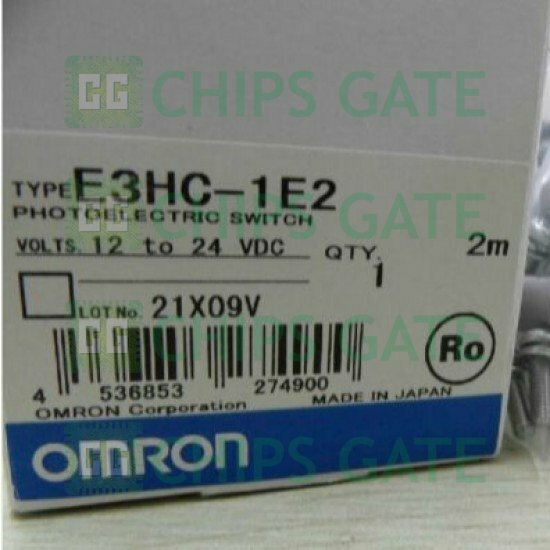 CG CHIPS GATE
TYPE E3HC-1E2
PHOTOELECTRIC SWITCH
VOLTS. 12 to 24 VDC QTY. 1 2m
LOT No. 21X09V
Ro
4 536853 274900
OMRON Corporation MADE IN JAPAN
OMRON